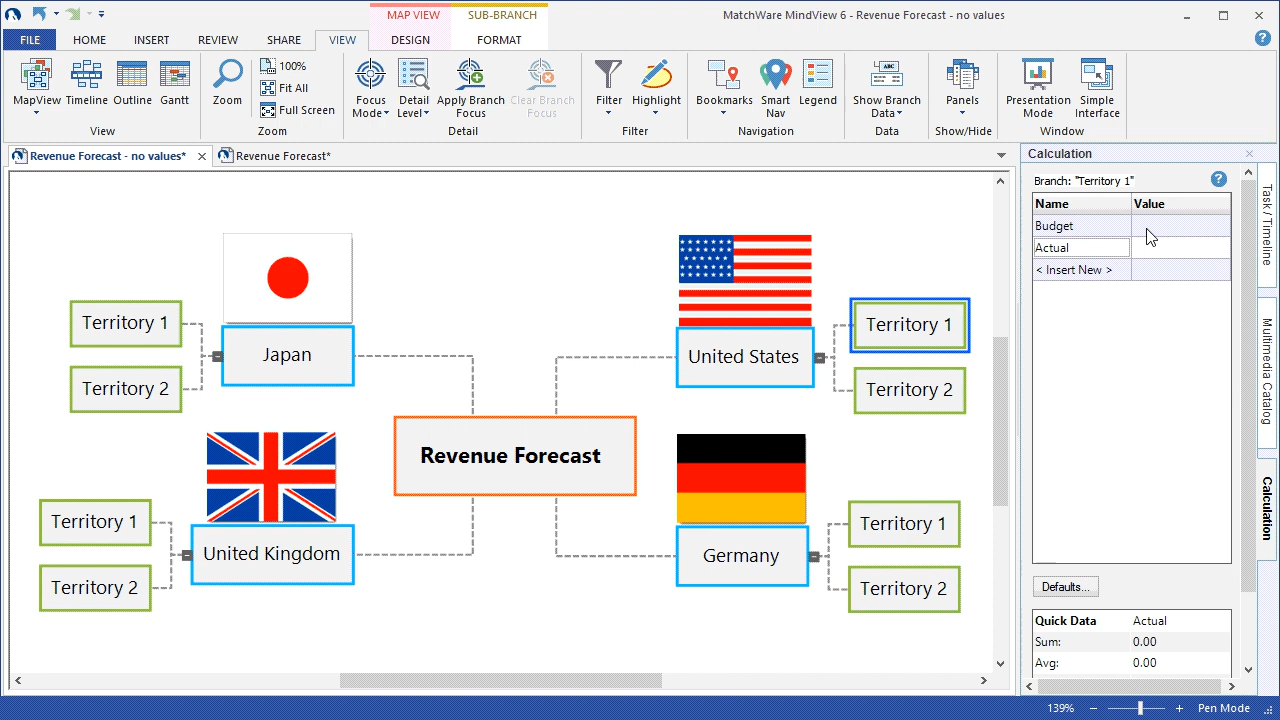 MAP VIEW
SUB-BRANCH
MatchWare MindView 6 - Revenue Forecast - no values
FILE
HOME
INSERT
REVIEW
SHARE
VIEW
DESIGN
FORMAT
MapView
Timeline
Outline
Gantt
View
Zoom
100%
Fit All
Full Screen
Zoom
Focus Mode
Detail Level
Apply Branch Focus
Clear Branch Focus
Detail
Filter
Highlight
Filter
Bookmarks
Smart Nav
Legend
Navigation
ABC
Show Branch Data
Data
Panels
Show/Hide
Presentation Mode
Simple Interface
Window
Revenue Forecast - no values*
Revenue Forecast*
Territory 1
Territory 2
Japan
Territory 1
Territory 2
United Kingdom
Revenue Forecast
United States
Territory 1
Territory 2
Germany
Territory 1
Territory 2
Calculation
Branch: "Territory 1"
Name Value
Budget
Actual
< Insert New >
Defaults...
Quick Data Actual
Sum: 0.00
Avg: 0.00
Task / Timeline
Multimedia Catalog
Calculation
139%
Pen Mode